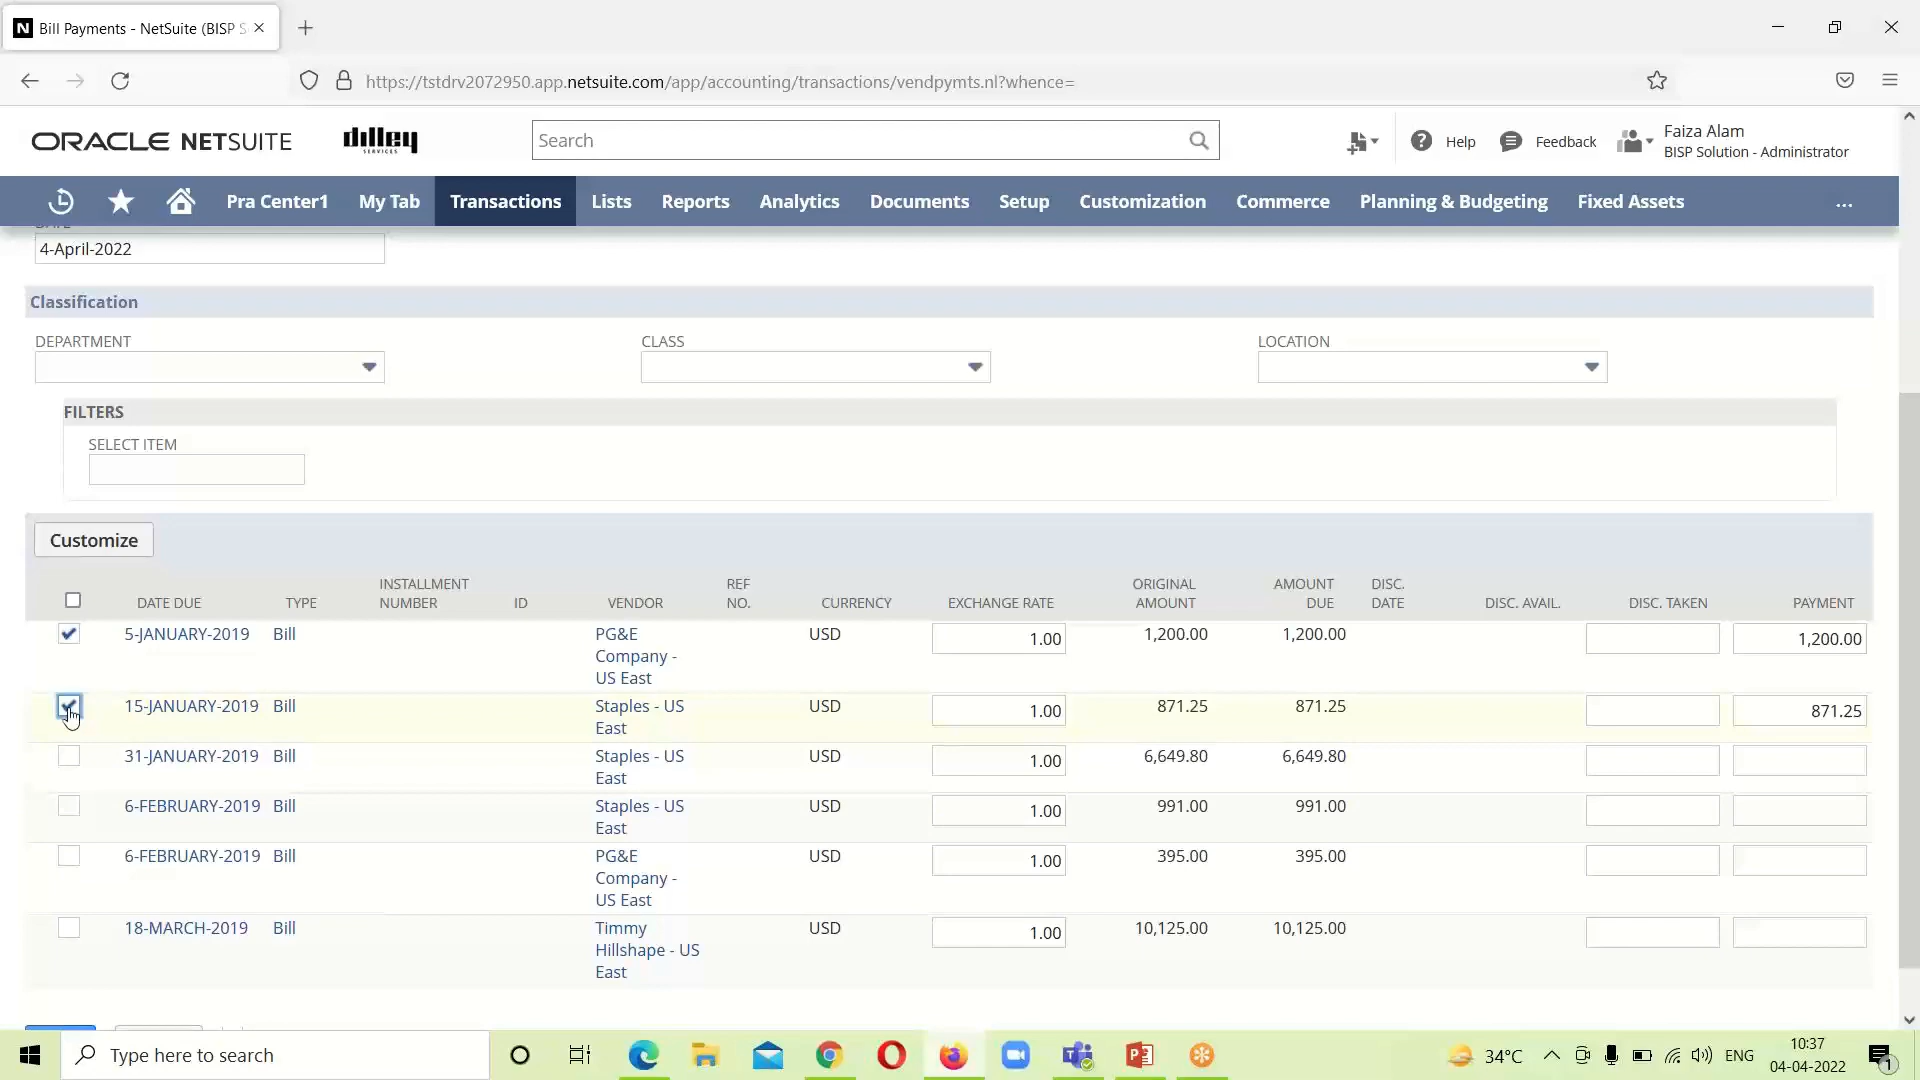 Bill Payments - NetSuite (BISP S
https://tstdrv2072950.app.netsuite.com/app/accounting/transactions/vendpymts.nl?whence=
ORACLE NETSUITE
dilley
SERVICES
Search
Help
Feedback
Faiza Alam
BISP Solution - Administrator
Pra Center1 My Tab Transactions Lists Reports Analytics Documents Setup Customization Commerce Planning & Budgeting Fixed Assets ...
4-April-2022
Classification
DEPARTMENT CLASS LOCATION
FILTERS
SELECT ITEM
Customize
DATE DUE TYPE INSTALLMENT NUMBER ID VENDOR REF NO. CURRENCY EXCHANGE RATE ORIGINAL AMOUNT AMOUNT DUE DISC. DATE DISC. AVAIL. DISC. TAKEN PAYMENT
5-JANUARY-2019 Bill PG&E Company - US East USD 1.00 1,200.00 1,200.00 1,200.00
15-JANUARY-2019 Bill Staples - US East USD 1.00 871.25 871.25 871.25
31-JANUARY-2019 Bill Staples - US East USD 1.00 6,649.80 6,649.80
6-FEBRUARY-2019 Bill Staples - US East USD 1.00 991.00 991.00
6-FEBRUARY-2019 Bill PG&E Company - US East USD 1.00 395.00 395.00
18-MARCH-2019 Bill Timmy Hillshape - US East USD 1.00 10,125.00 10,125.00
Type here to search
34°C
ENG
10:37
04-04-2022
1